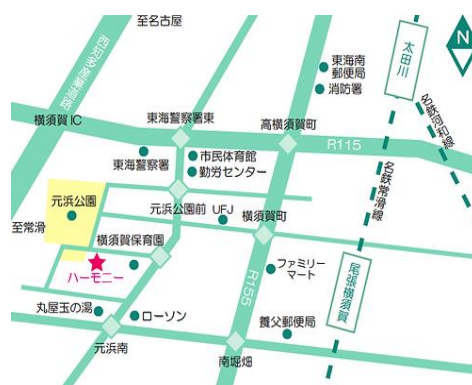 至名古屋
西知多産業道路
太田川
N
東海南
郵便局
消防署
名鉄河和線
横須賀IC
東海警察署東
高横須賀町
R115
東海警察署
市民体育館
勤労センター
名鉄常滑線
元浜公園
元浜公園前
UFJ
横須賀町
至常滑
横須賀保育園
ハーモニー
ファミリー
マート
R155
尾張横須賀
丸屋玉の湯
ローソン
養父郵便局
元浜南
南堀畑